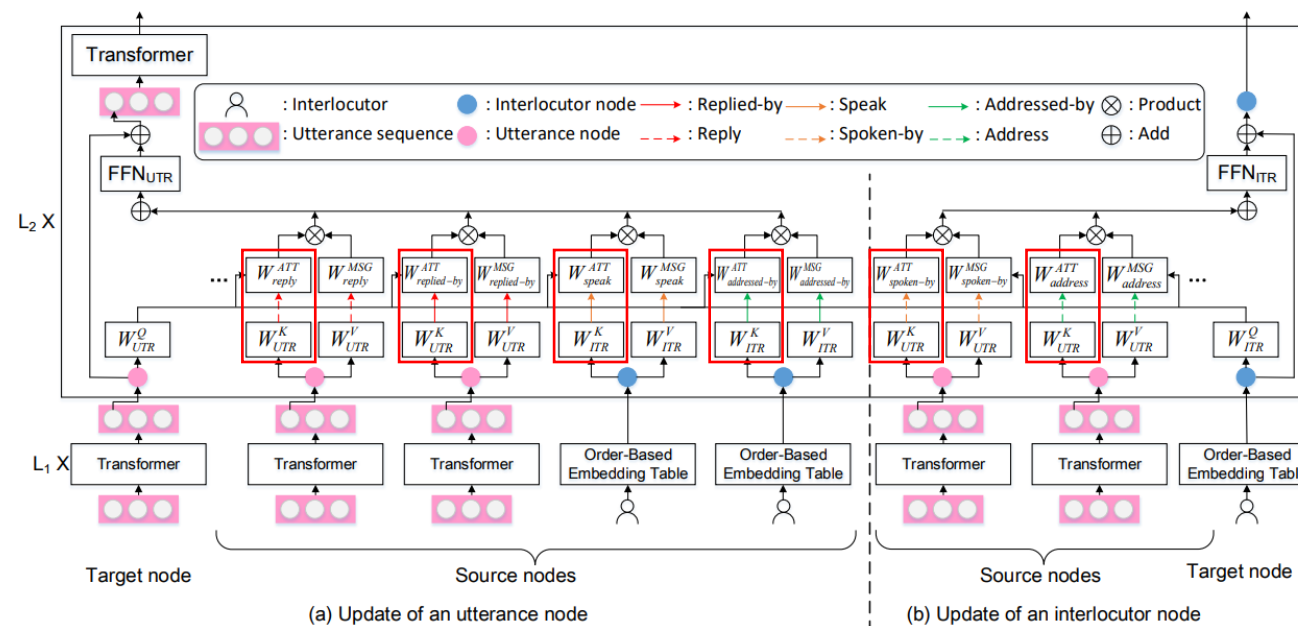 Transformer
: Interlocutor : Interlocutor node : Replied-by : Speak : Addressed-by : Product
: Utterance sequence : Utterance node : Reply : Spoken-by : Address : Add
FFN_UTR FFN_ITR
L₂ X
... W^ATT_reply W^MSG_reply W^ATT_replied-by W^MSG_replied-by W^ATT_speak W^MSG_speak W^ATT_addressed-by W^MSG_addressed-by W^ATT_spoken-by W^MSG_spoken-by W^ATT_address W^MSG_address ...
W^Q_UTR W^K_UTR W^V_UTR W^K_UTR W^V_UTR W^K_ITR W^V_ITR W^K_ITR W^V_ITR W^K_UTR W^V_UTR W^K_UTR W^V_UTR W^Q_ITR
L₁ X Transformer Transformer Transformer Order-Based Embedding Table Order-Based Embedding Table Transformer Transformer Order-Based Embedding Table
Target node Source nodes Source nodes Target node
(a) Update of an utterance node (b) Update of an interlocutor node